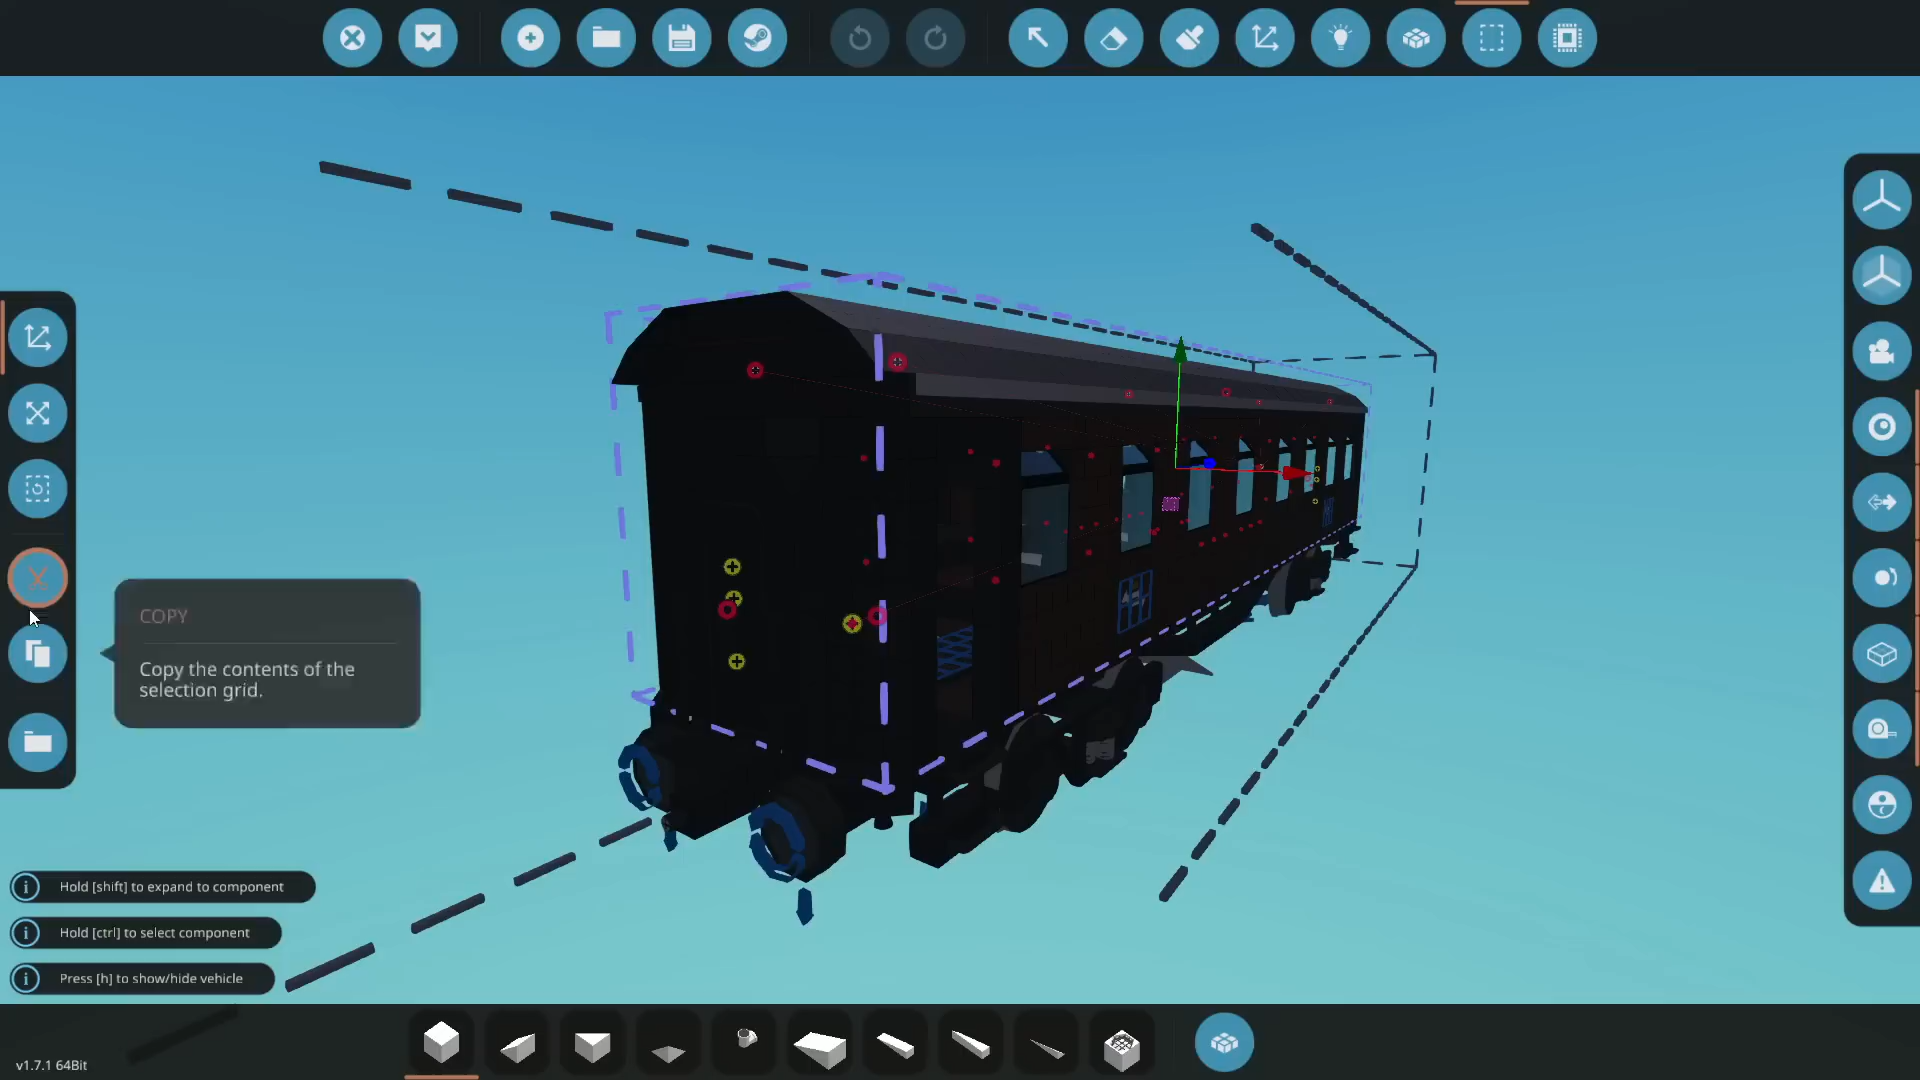 COPY
Copy the contents of the
selection grid.
Hold [shift] to expand to component
Hold [ctrl] to select component
Press [h] to show/hide vehicle
v1.7.1 64Bit